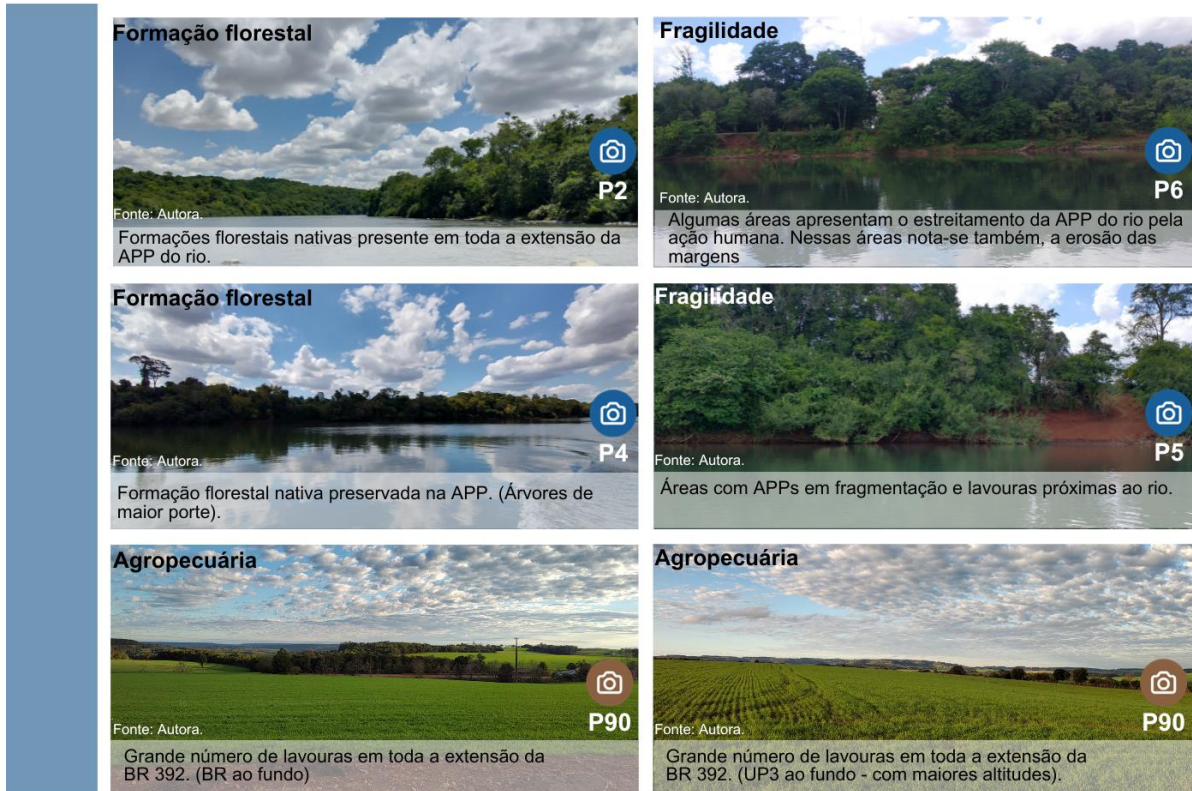 Formação florestal
P2
Fonte: Autora.
Formações florestais nativas presente em toda a extensão da
APP do rio.
Fragilidade
P6
Fonte: Autora.
Algumas áreas apresentam o estreitamento da APP do rio pela
ação humana. Nessas áreas nota-se também, a erosão das
margens
Formação florestal
P4
Fonte: Autora.
Formação florestal nativa preservada na APP. (Árvores de
maior porte).
Fragilidade
P5
Fonte: Autora.
Áreas com APPs em fragmentação e lavouras próximas ao rio.
Agropecuária
P90
Fonte: Autora.
Grande número de lavouras em toda a extensão da
BR 392. (BR ao fundo)
Agropecuária
P90
Fonte: Autora.
Grande número de lavouras em toda a extensão da
BR 392. (UP3 ao fundo - com maiores altitudes).